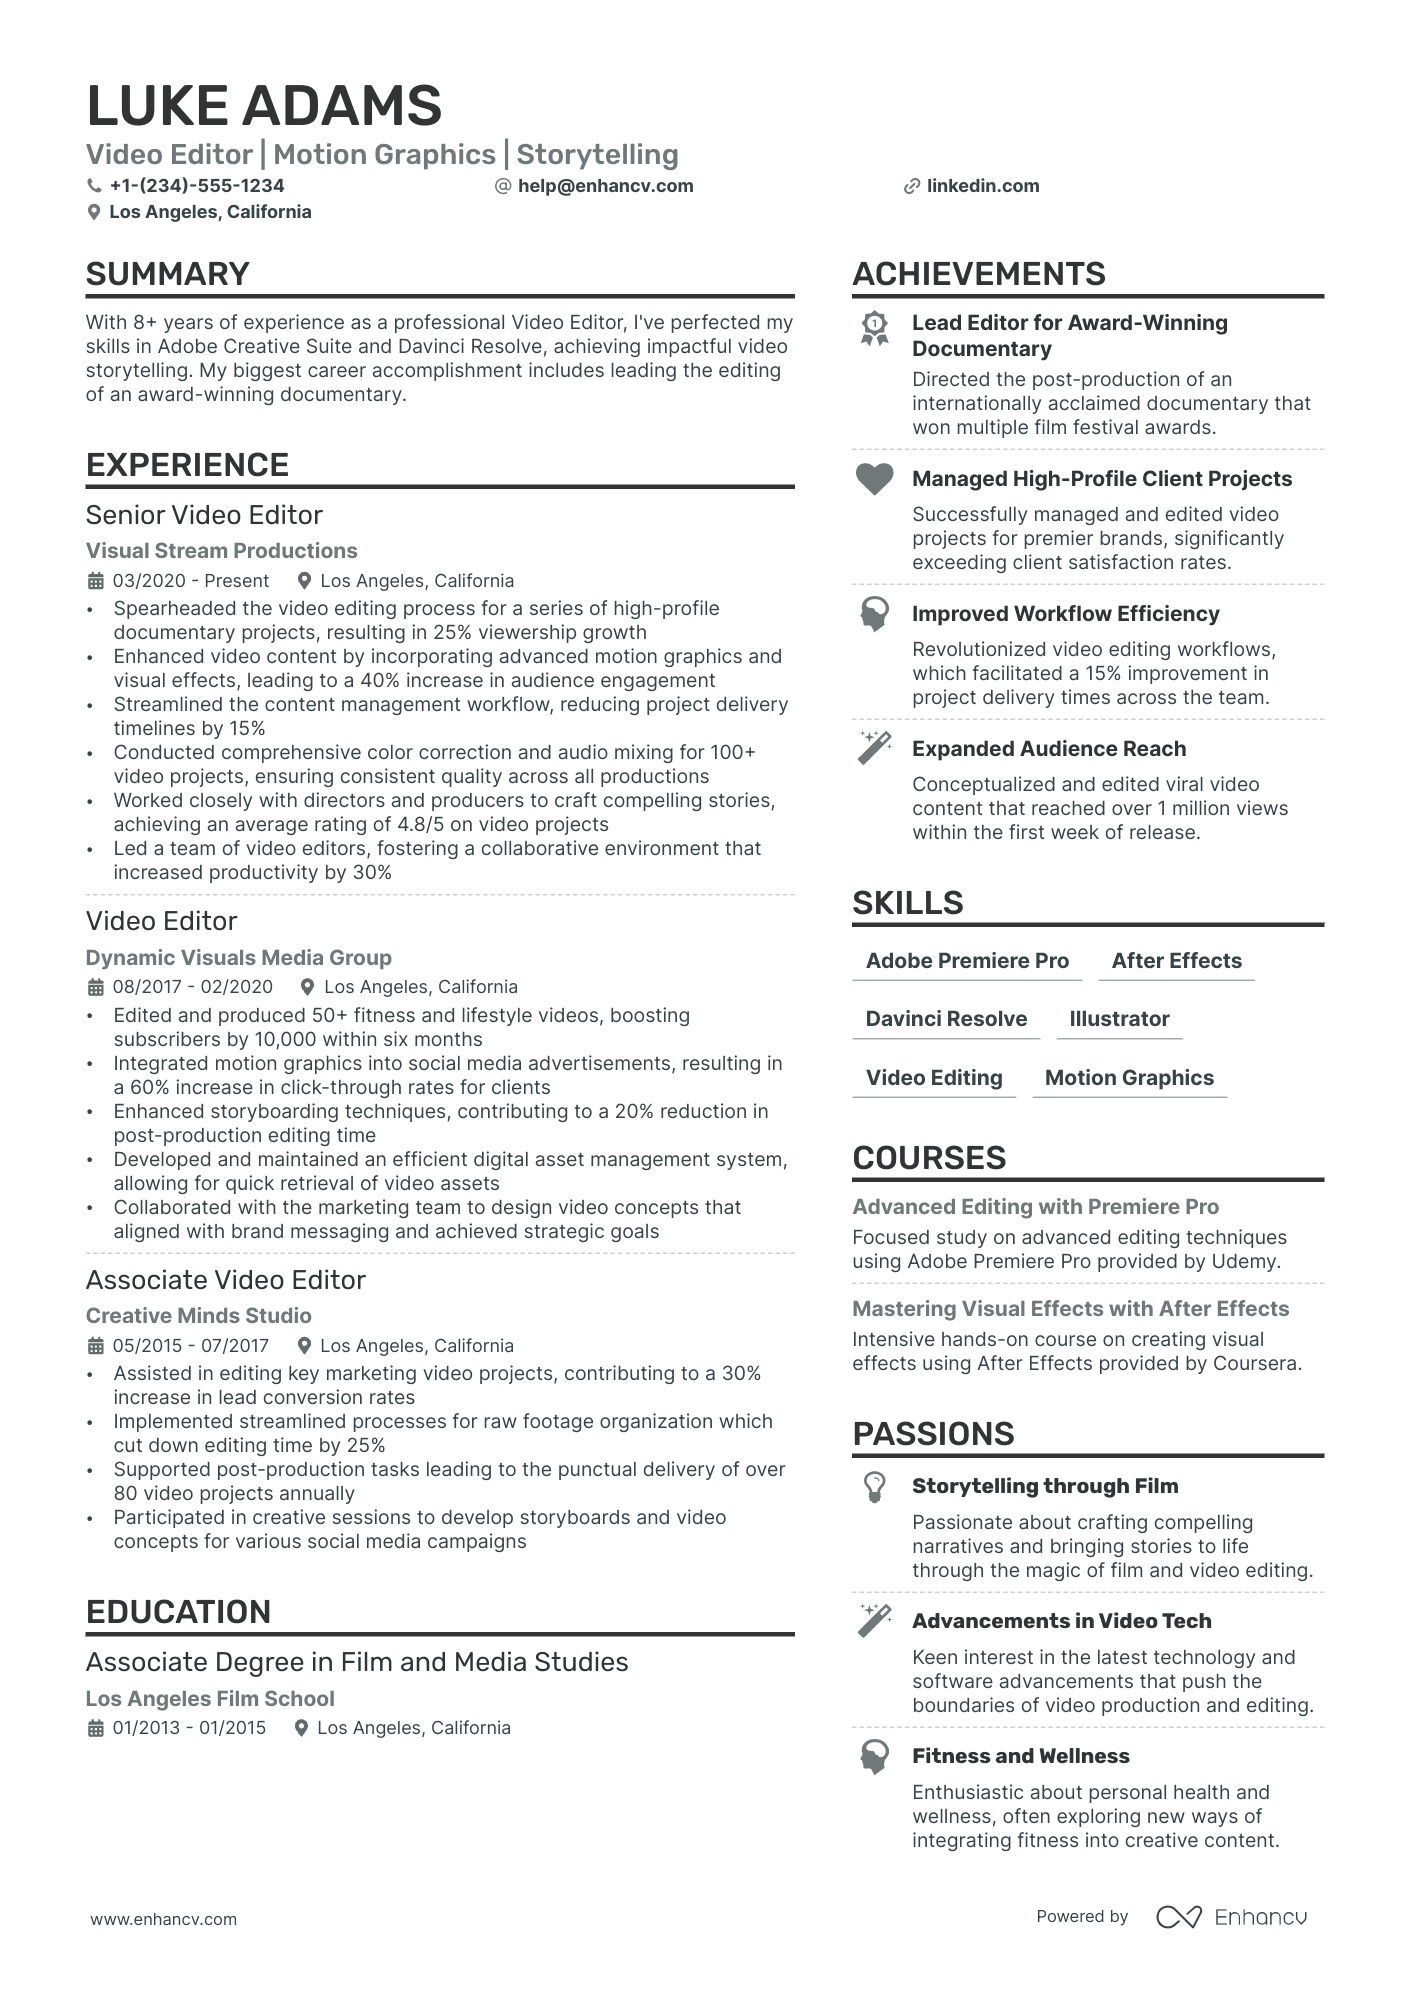 LUKE ADAMS
Video Editor | Motion Graphics | Storytelling
+1-(234)-555-1234
help@enhancv.com
linkedin.com
Los Angeles, California
SUMMARY
With 8+ years of experience as a professional Video Editor, I've perfected my
skills in Adobe Creative Suite and Davinci Resolve, achieving impactful video
storytelling. My biggest career accomplishment includes leading the editing
of an award-winning documentary.
EXPERIENCE
Senior Video Editor
Visual Stream Productions
03/2020 - Present Los Angeles, California
• Spearheaded the video editing process for a series of high-profile
documentary projects, resulting in 25% viewership growth
• Enhanced video content by incorporating advanced motion graphics and
visual effects, leading to a 40% increase in audience engagement
• Streamlined the content management workflow, reducing project delivery
timelines by 15%
• Conducted comprehensive color correction and audio mixing for 100+
video projects, ensuring consistent quality across all productions
• Worked closely with directors and producers to craft compelling stories,
achieving an average rating of 4.8/5 on video projects
• Led a team of video editors, fostering a collaborative environment that
increased productivity by 30%
Video Editor
Dynamic Visuals Media Group
08/2017 - 02/2020 Los Angeles, California
• Edited and produced 50+ fitness and lifestyle videos, boosting
subscribers by 10,000 within six months
• Integrated motion graphics into social media advertisements, resulting in
a 60% increase in click-through rates for clients
• Enhanced storyboarding techniques, contributing to a 20% reduction in
post-production editing time
• Developed and maintained an efficient digital asset management system,
allowing for quick retrieval of video assets
• Collaborated with the marketing team to design video concepts that
aligned with brand messaging and achieved strategic goals
Associate Video Editor
Creative Minds Studio
05/2015 - 07/2017 Los Angeles, California
• Assisted in editing key marketing video projects, contributing to a 30%
increase in lead conversion rates
• Implemented streamlined processes for raw footage organization which
cut down editing time by 25%
• Supported post-production tasks leading to the punctual delivery of over
80 video projects annually
• Participated in creative sessions to develop storyboards and video
concepts for various social media campaigns
EDUCATION
Associate Degree in Film and Media Studies
Los Angeles Film School
01/2013 - 01/2015 Los Angeles, California
ACHIEVEMENTS
1
Lead Editor for Award-Winning
Documentary
Directed the post-production of an
internationally acclaimed documentary that
won multiple film festival awards.
Managed High-Profile Client Projects
Successfully managed and edited video
projects for premier brands, significantly
exceeding client satisfaction rates.
Improved Workflow Efficiency
Revolutionized video editing workflows,
which facilitated a 15% improvement in
project delivery times across the team.
Expanded Audience Reach
Conceptualized and edited viral video
content that reached over 1 million views
within the first week of release.
SKILLS
Adobe Premiere Pro After Effects
Davinci Resolve Illustrator
Video Editing Motion Graphics
COURSES
Advanced Editing with Premiere Pro
Focused study on advanced editing techniques
using Adobe Premiere Pro provided by Udemy.
Mastering Visual Effects with After Effects
Intensive hands-on course on creating visual
effects using After Effects provided by Coursera.
PASSIONS
Storytelling through Film
Passionate about crafting compelling
narratives and bringing stories to life
through the magic of film and video editing.
Advancements in Video Tech
Keen interest in the latest technology and
software advancements that push the
boundaries of video production and editing.
Fitness and Wellness
Enthusiastic about personal health and
wellness, often exploring new ways of
integrating fitness into creative content.
www.enhancv.com
Powered by Enhancv